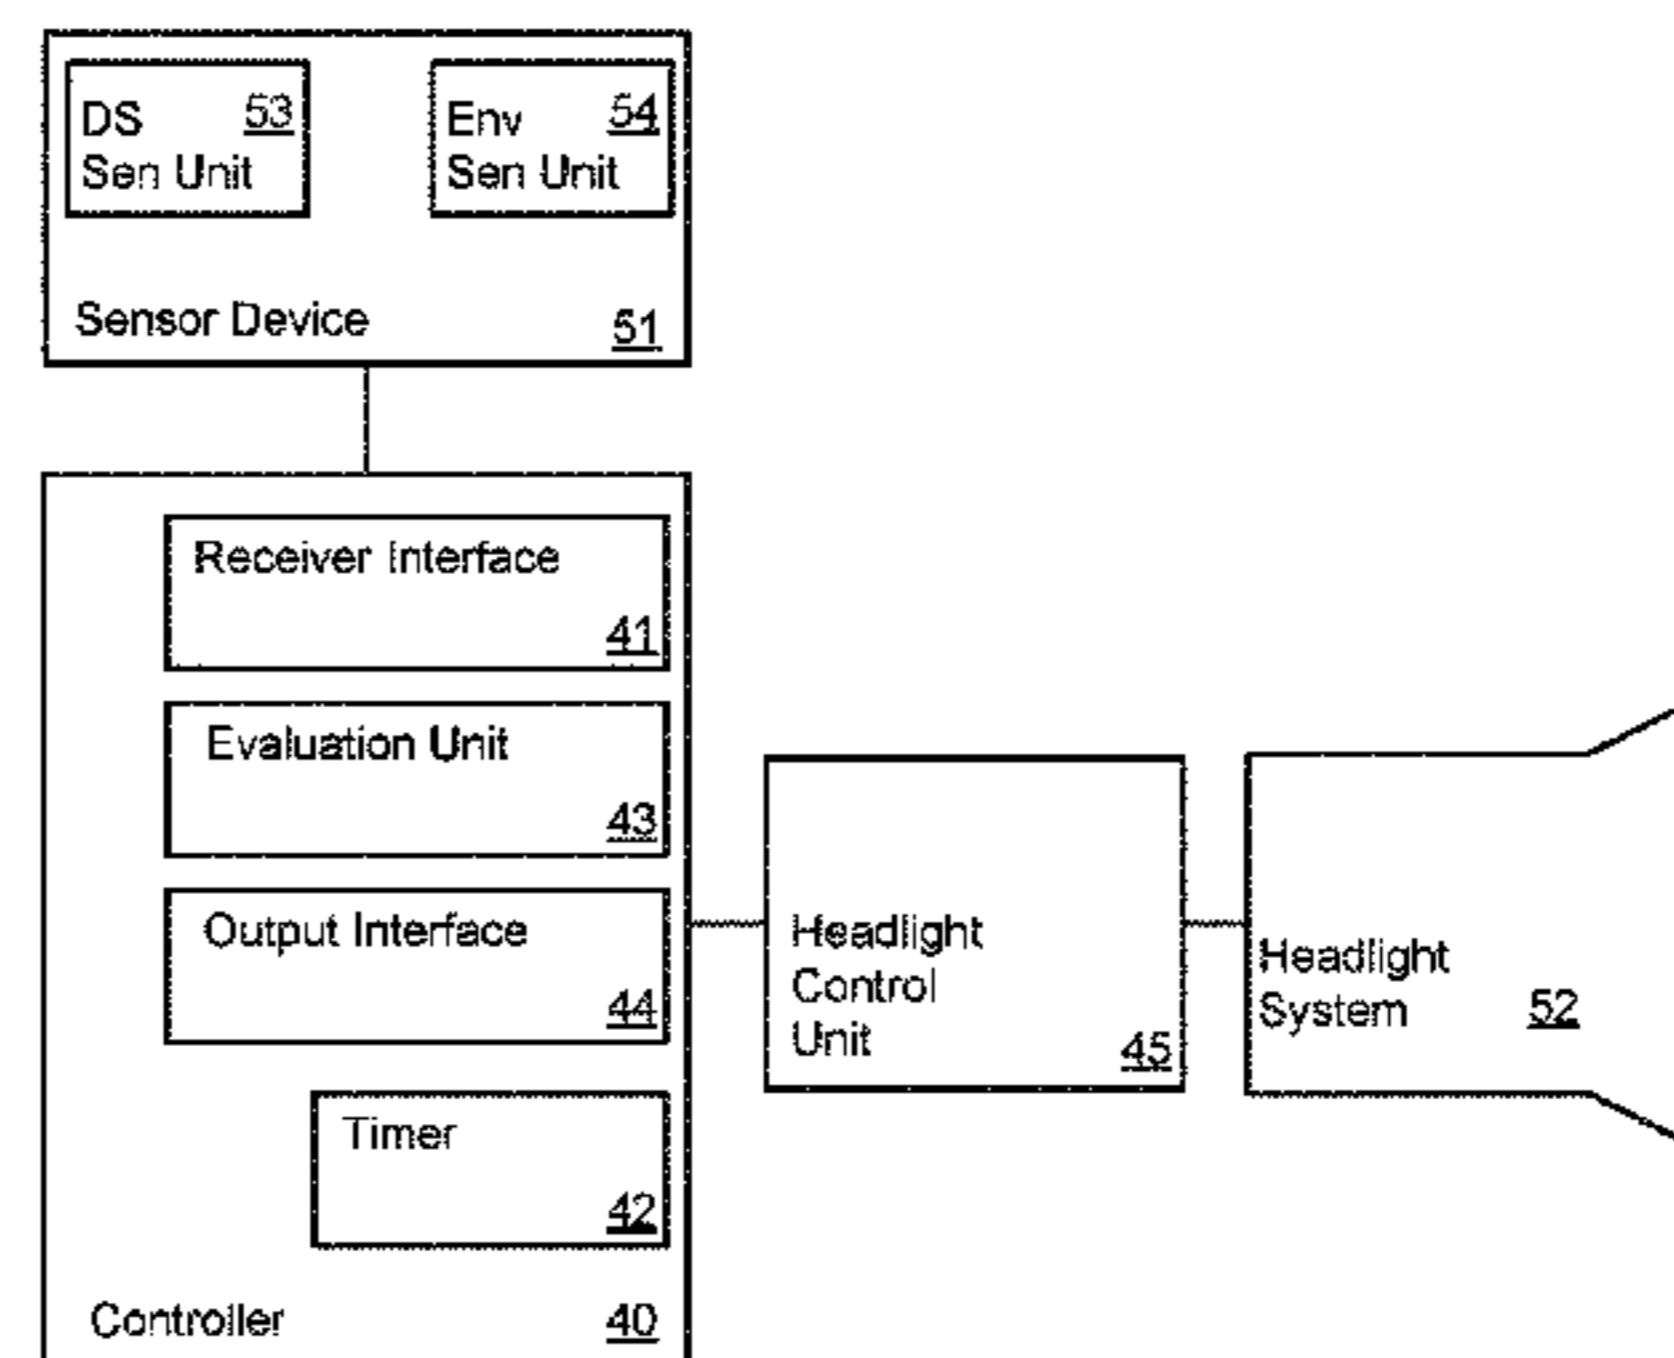 DS 53
Sen Unit
Env 54
Sen Unit
Sensor Device 51
Receiver Interface
41
Evaluation Unit
43
Output Interface
44
Timer
42
Controller 40
Headlight
Control
Unit 45
Headlight
System 52